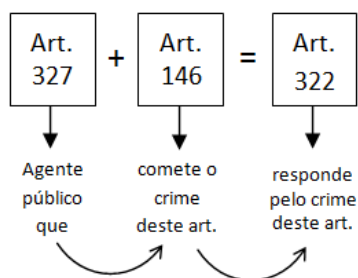 Art.
327
+
Art.
146
=
Art.
322
Agente
público
que
comete o
crime
deste art.
responde
pelo crime
deste art.